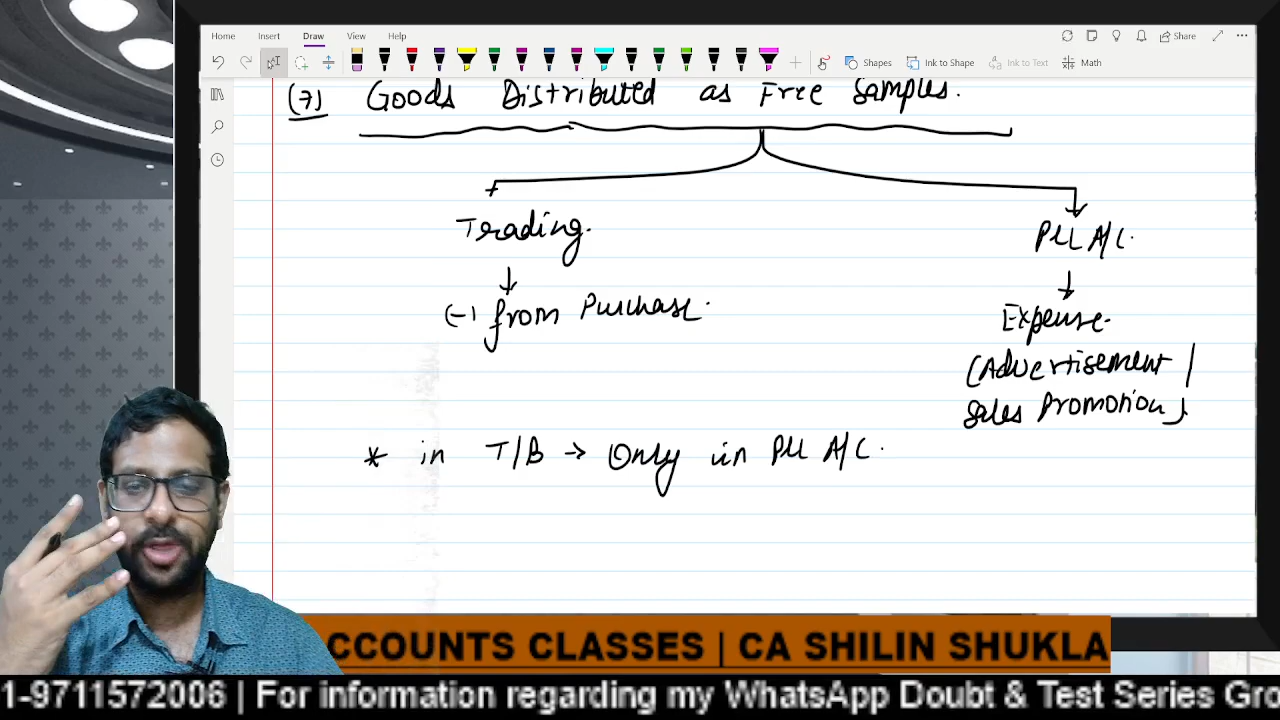 Home Insert Draw View Help
Share
Shapes Ink to Shape Ink to Text Math
(7) Goods Distributed as Free Samples.
Trading.
P&L A/C.
(-) from Purchase.
Expense.
(Advertisement /
Sales Promotion)
* in T/B → Only in P&L A/C.
CCOUNTS CLASSES | CA SHILIN SHUKLA
1-9711572006 | For information regarding my WhatsApp Doubt & Test Series Gro